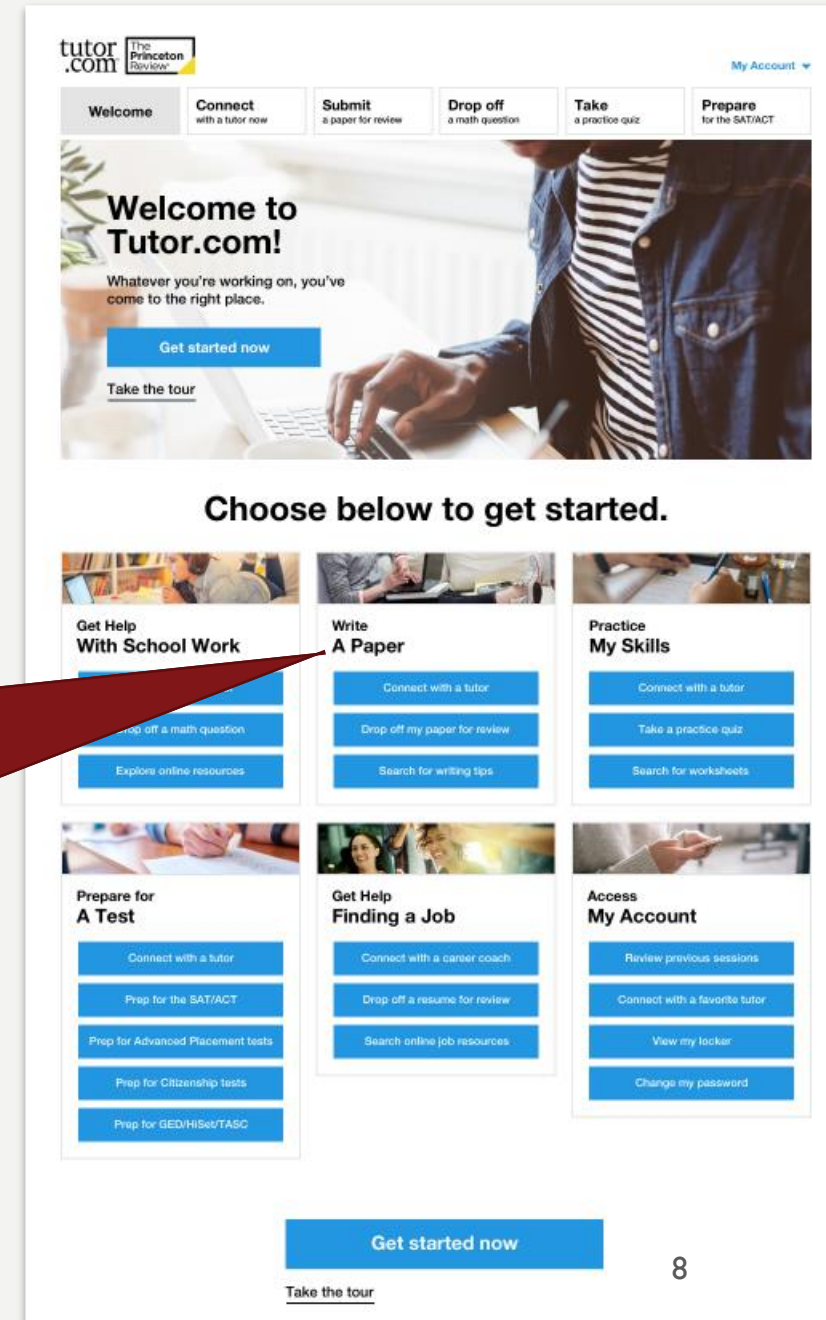 tutor
.com
The
Princeton
Review
My Account
Welcome
Connect
with a tutor now
Submit
a paper for review
Drop off
a math question
Take
a practice quiz
Prepare
for the SAT/ACT
Welcome to
Tutor.com!
Whatever you're working on, you've
come to the right place.
Get started now
Take the tour
Choose below to get started.
Get Help
With School Work
off a math question
Explore online resources
Write
A Paper
Connect with a tutor
Drop off my paper for review
Search for writing tips
Practice
My Skills
Connect with a tutor
Take a practice quiz
Search for worksheets
Prepare for
A Test
Connect with a tutor
Prep for the SAT/ACT
Prep for Advanced Placement tests
Prep for Citizenship tests
Prep for GED/HiSet/TASC
Get Help
Finding a Job
Connect with a career coach
Drop off a resume for review
Search online job resources
Access
My Account
Review previous sessions
Connect with a favorite tutor
View my locker
Change my password
Get started now
Take the tour
8